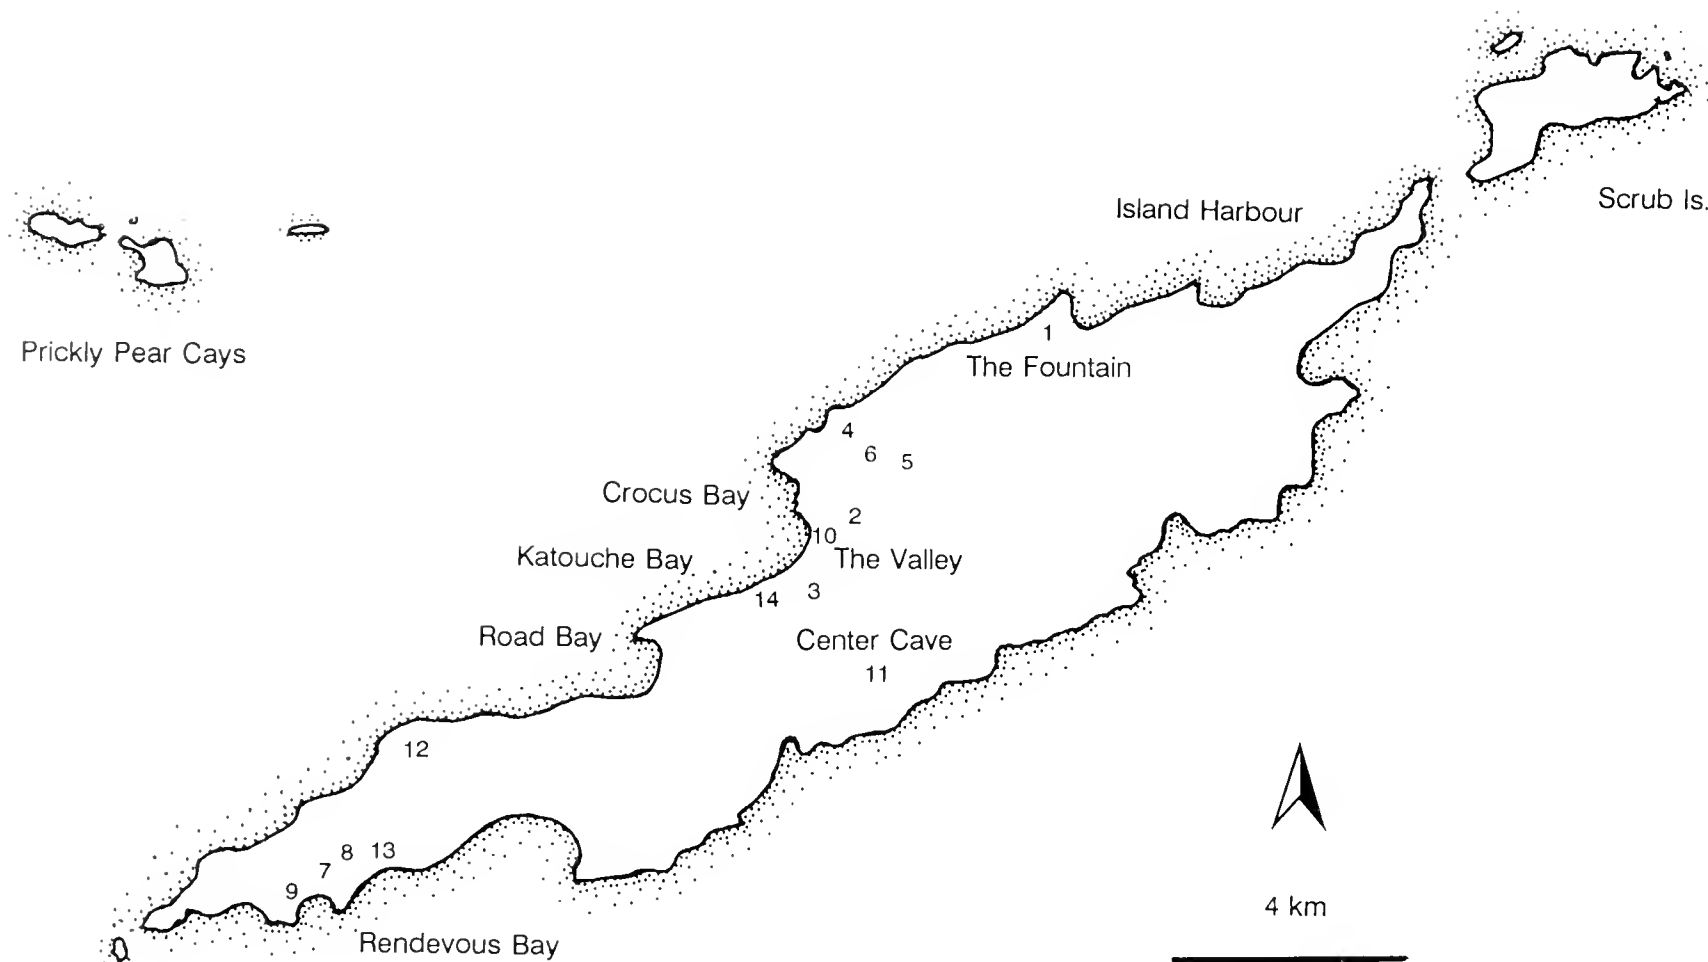 Island Harbour
Scrub Is.
1
Prickly Pear Cays
The Fountain
4
6
5
Crocus Bay
2
10
Katouche Bay
The Valley
14
3
Road Bay
Center Cave
11
12
8
13
7
9
4 km
Rendevous Bay